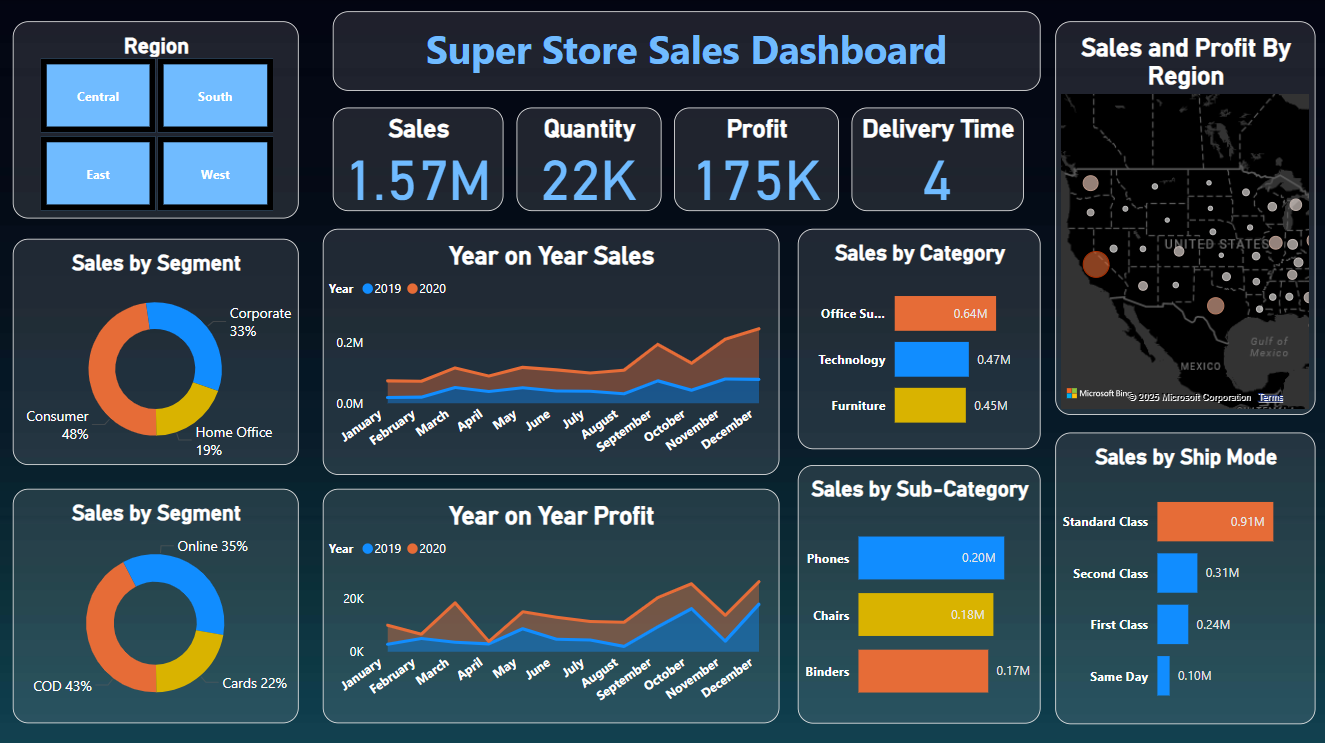 Region
Central
South
East
West
Super Store Sales Dashboard
Sales
1.57M
Quantity
22K
Profit
175K
Delivery Time
4
Sales and Profit By
Region
UNITED STATES
Gulf of
Mexico
MEXICO
Microsoft Bing
© 2025 Microsoft Corporation Terms
Sales by Segment
Corporate
33%
Consumer
48%
Home Office
19%
Year on Year Sales
Year 2019 2020
0.2M
0.0M
January
February
March
April
May
June
July
August
September
October
November
December
Sales by Category
Office Su...
0.64M
Technology
0.47M
Furniture
0.45M
Sales by Segment
Online 35%
COD 43%
Cards 22%
Year on Year Profit
Year 2019 2020
20K
0K
January
February
March
April
May
June
July
August
September
October
November
December
Sales by Sub-Category
Phones
0.20M
Chairs
0.18M
Binders
0.17M
Sales by Ship Mode
Standard Class
0.91M
Second Class
0.31M
First Class
0.24M
Same Day
0.10M